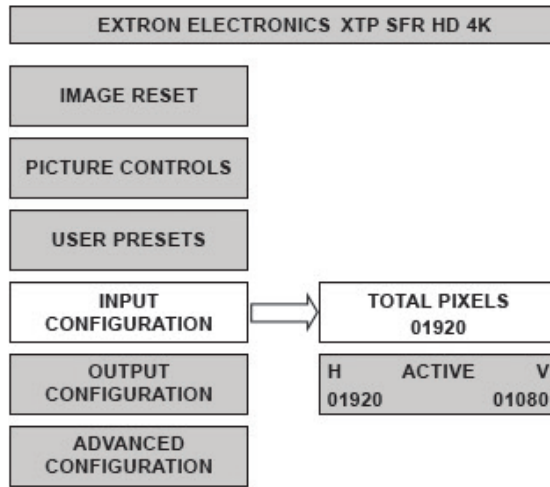 EXTRON ELECTRONICS XTP SFR HD 4K
IMAGE RESET
PICTURE CONTROLS
USER PRESETS
INPUT
CONFIGURATION
TOTAL PIXELS
01920
OUTPUT
CONFIGURATION
H ACTIVE V
01920 01080
ADVANCED
CONFIGURATION